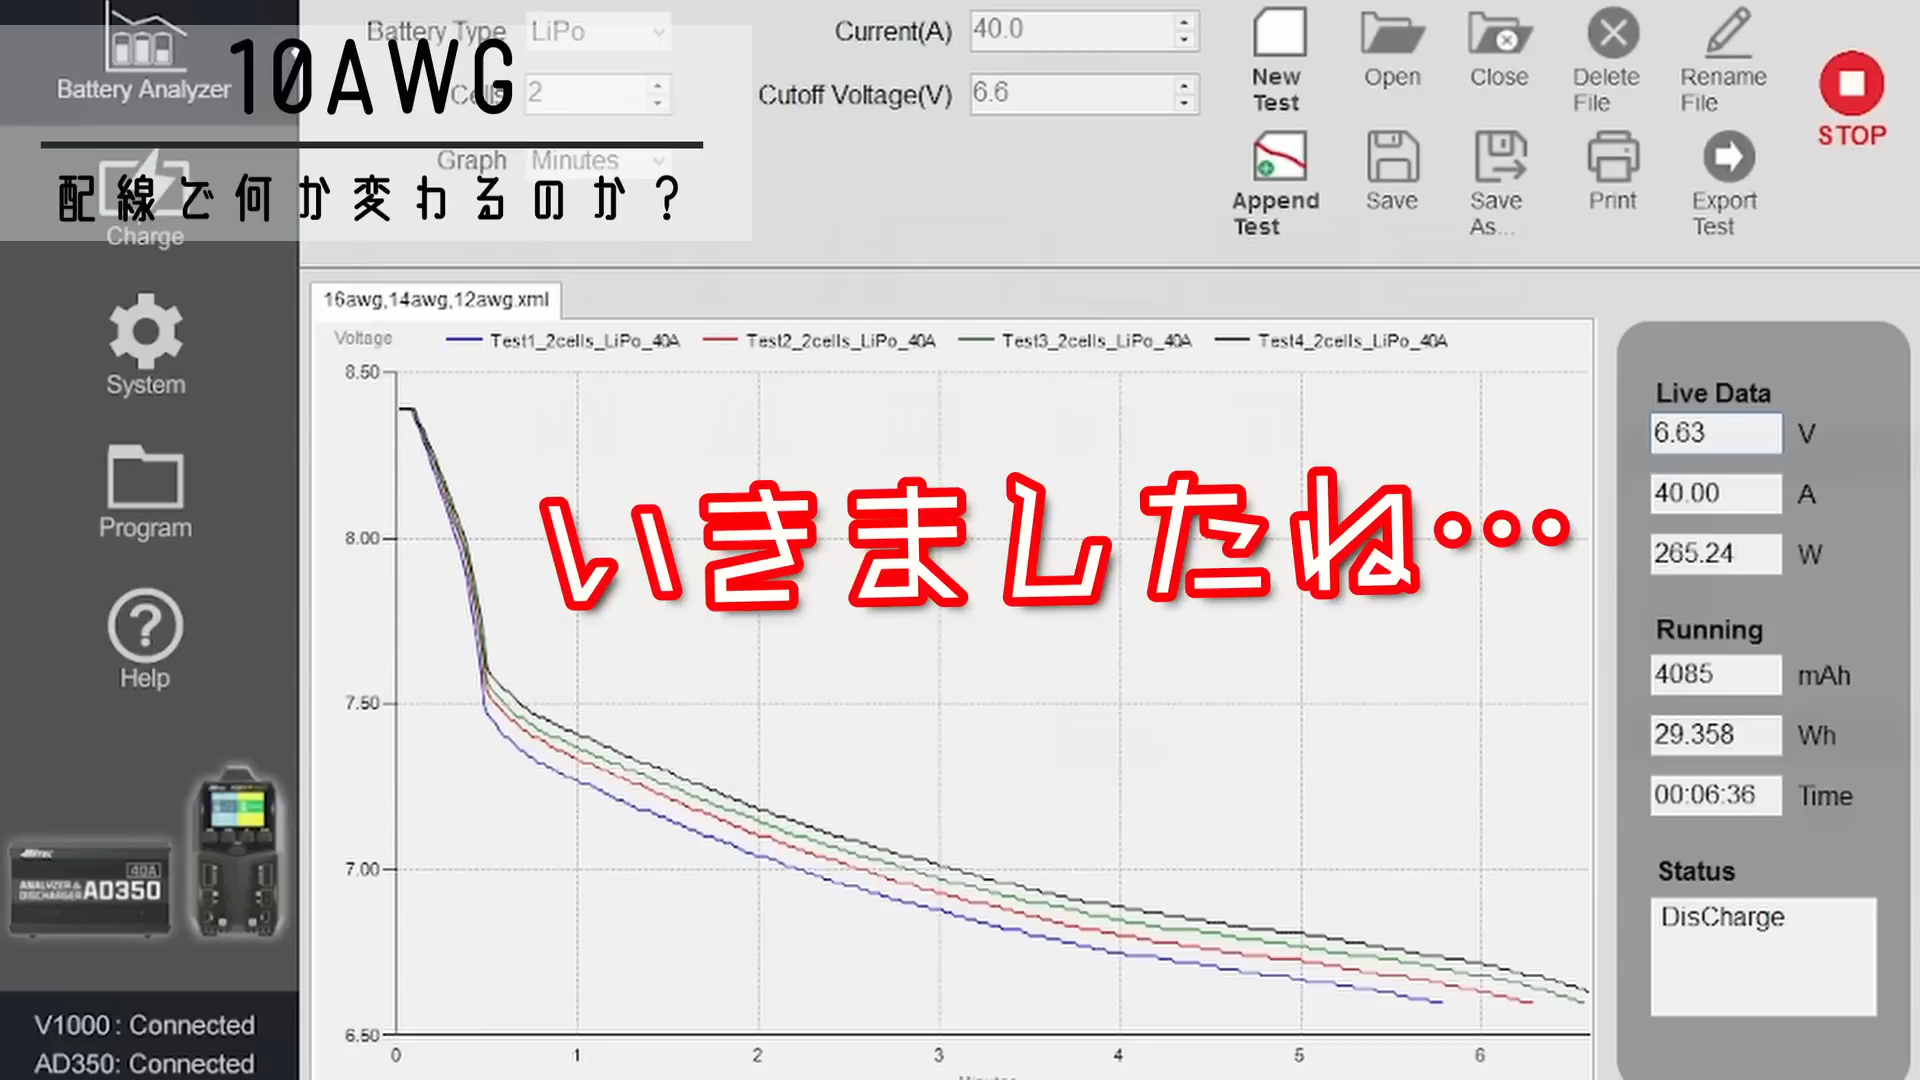 Battery Type LiPo
Cells 2
Graph Minutes
Current(A) 40.0
Cutoff Voltage(V) 6.6
10AWG
配線で何か変わるのか？
Battery Analyzer
Charge
System
Program
Help
New Test
Open
Close
Delete File
Rename File
STOP
Append Test
Save
Save As...
Print
Export Test
16awg,14awg,12awg.xml
Voltage
Test1_2cells_LiPo_40A
Test2_2cells_LiPo_40A
Test3_2cells_LiPo_40A
Test4_2cells_LiPo_40A
8.50
8.00
7.50
7.00
6.50
0 1 2 3 4 5 6
Minutes
いきましたね…
Live Data
6.63 V
40.00 A
265.24 W
Running
4085 mAh
29.358 Wh
00:06:36 Time
Status
DisCharge
40A
ANALYZER & DISCHARGER AD350
V1000 : Connected
AD350: Connected